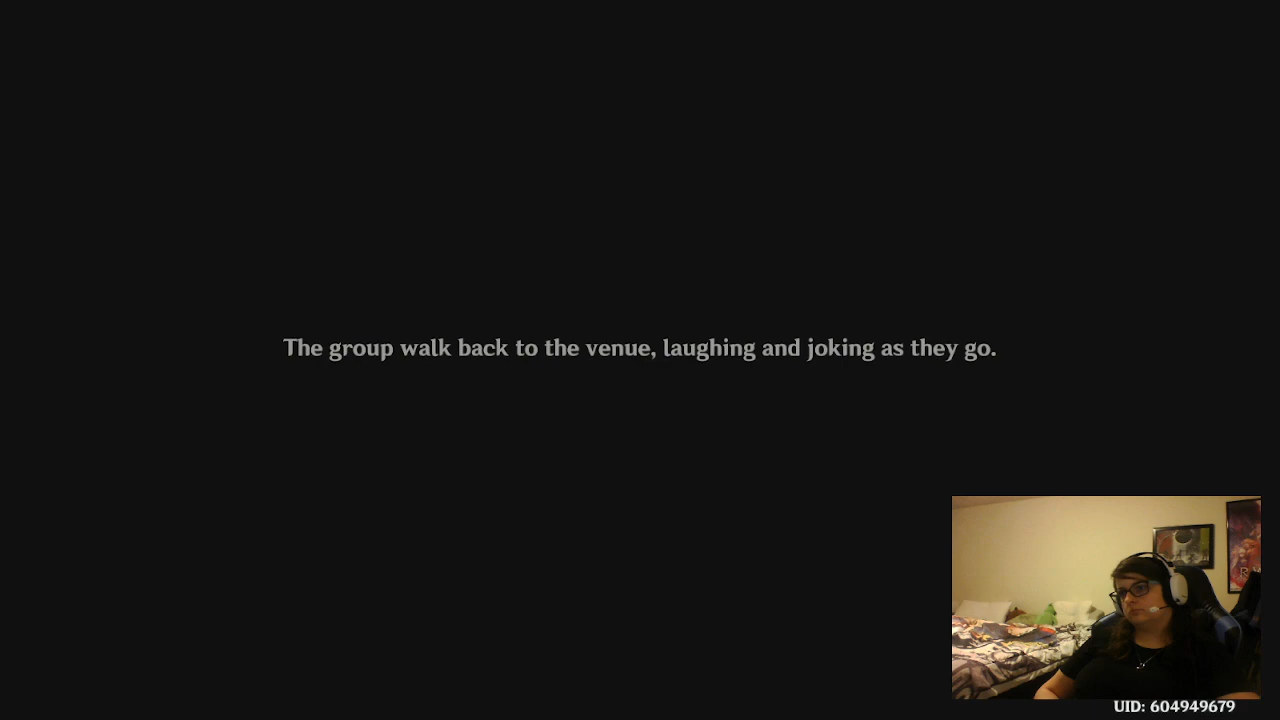 The group walk back to the venue, laughing and joking as they go.
UID: 604949679